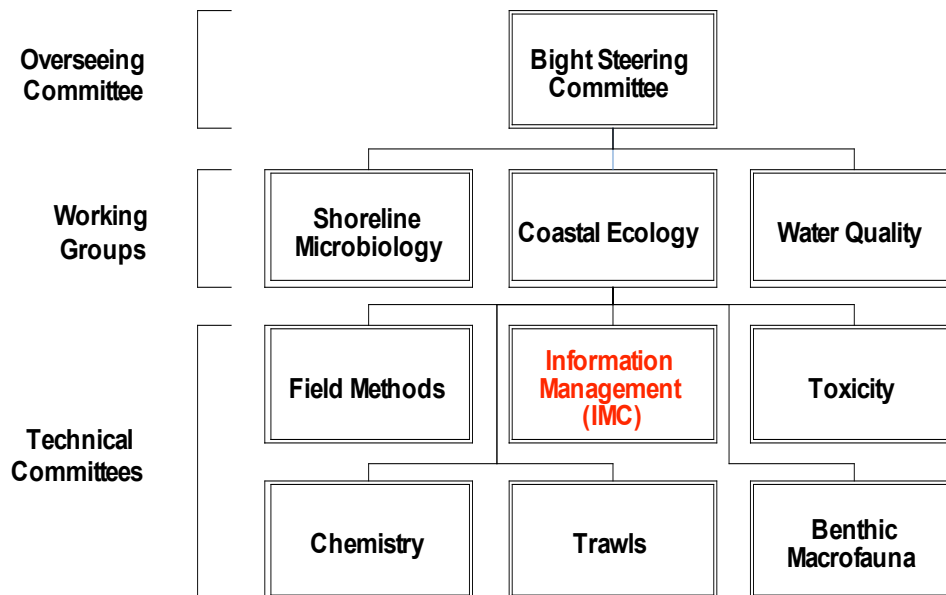 Overseeing
Committee
Bight Steering
Committee
Working
Groups
Shoreline
Microbiology
Coastal Ecology
Water Quality
Technical
Committees
Field Methods
Information
Management
(IMC)
Toxicity
Chemistry
Trawls
Benthic
Macrofauna